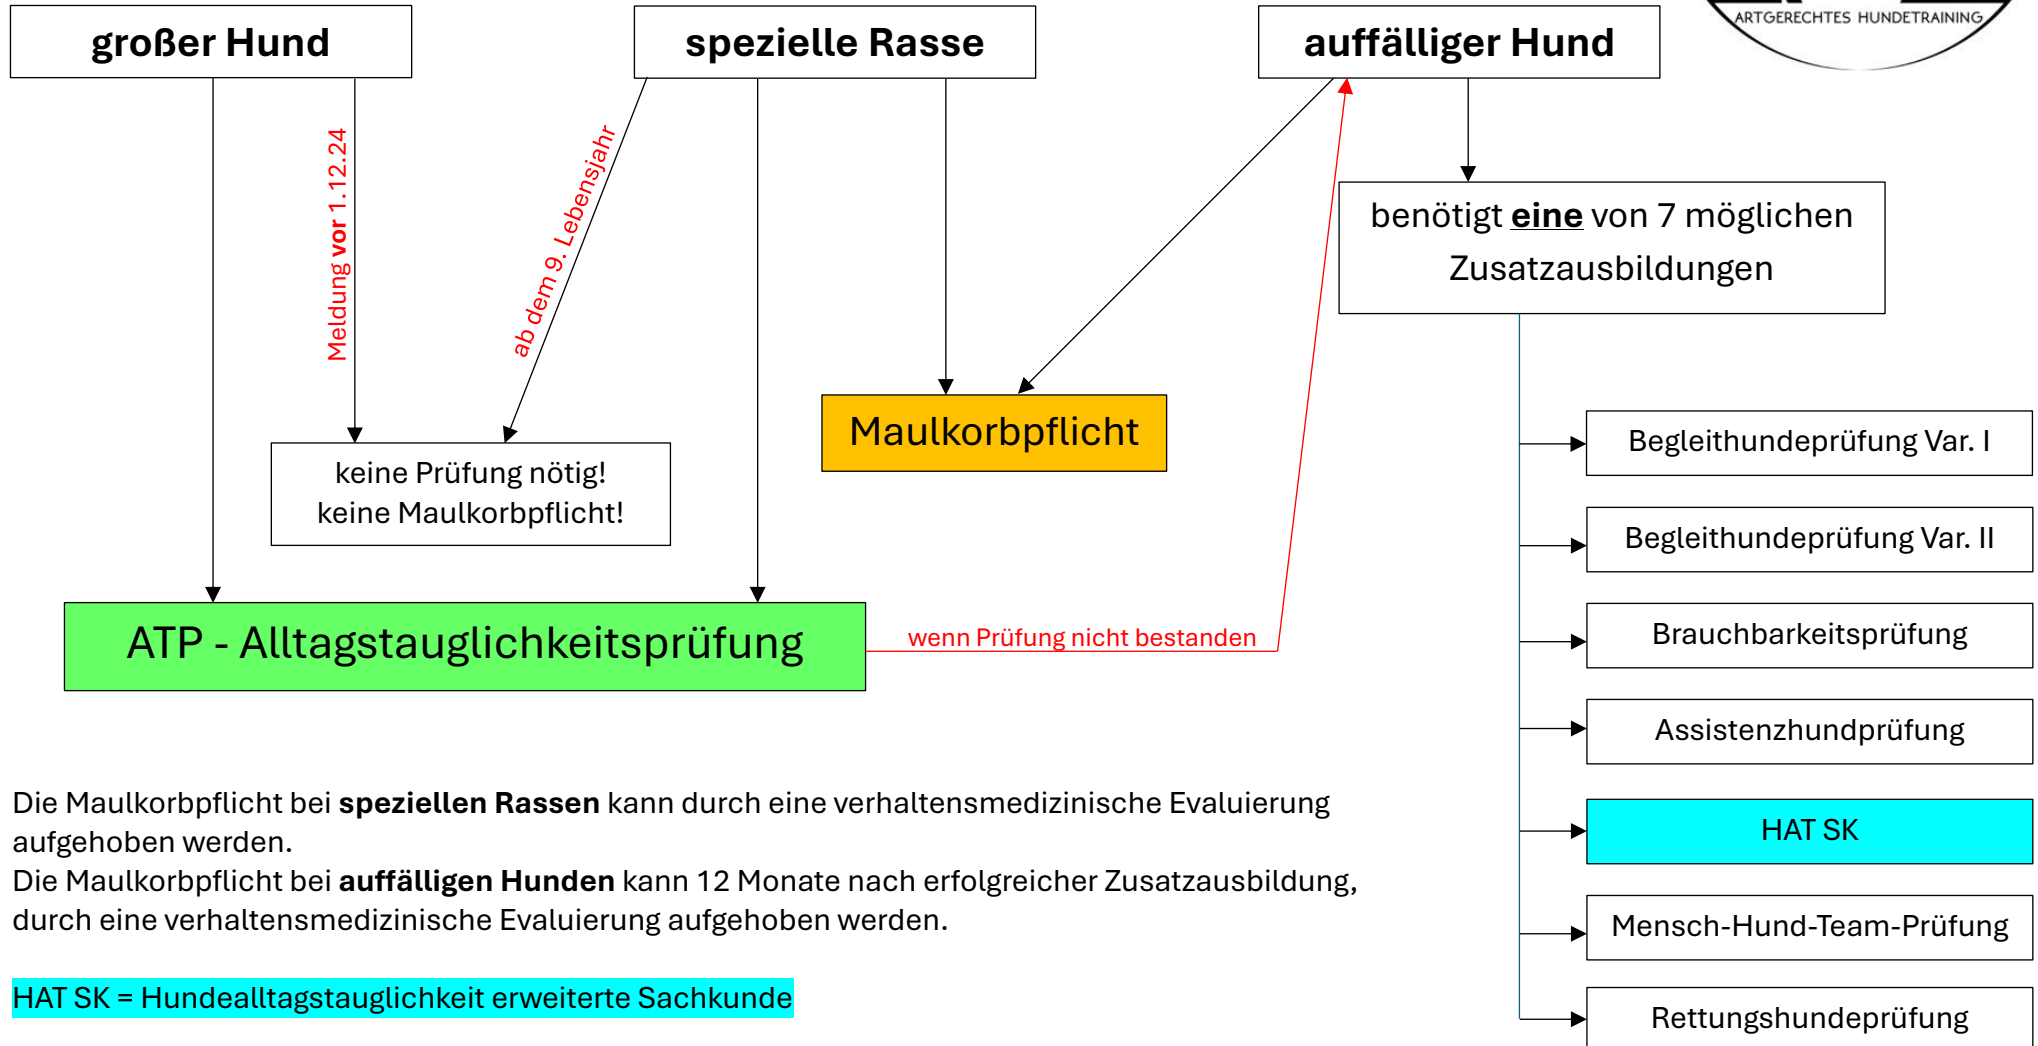 ARTGERECHTES HUNDETRAINING
großer Hund
spezielle Rasse
auffälliger Hund
Meldung vor 1.12.24
ab dem 9. Lebensjahr
benötigt eine von 7 möglichen
Zusatzausbildungen
Maulkorbpflicht
keine Prüfung nötig!
keine Maulkorbpflicht!
ATP - Alltagstauglichkeitsprüfung
wenn Prüfung nicht bestanden
Begleithundeprüfung Var. I
Begleithundeprüfung Var. II
Brauchbarkeitsprüfung
Assistenzhundprüfung
HAT SK
Mensch-Hund-Team-Prüfung
Rettungshundeprüfung
Die Maulkorbpflicht bei speziellen Rassen kann durch eine verhaltensmedizinische Evaluierung
aufgehoben werden.
Die Maulkorbpflicht bei auffälligen Hunden kann 12 Monate nach erfolgreicher Zusatzausbildung,
durch eine verhaltensmedizinische Evaluierung aufgehoben werden.
HAT SK = Hundealltagstauglichkeit erweiterte Sachkunde